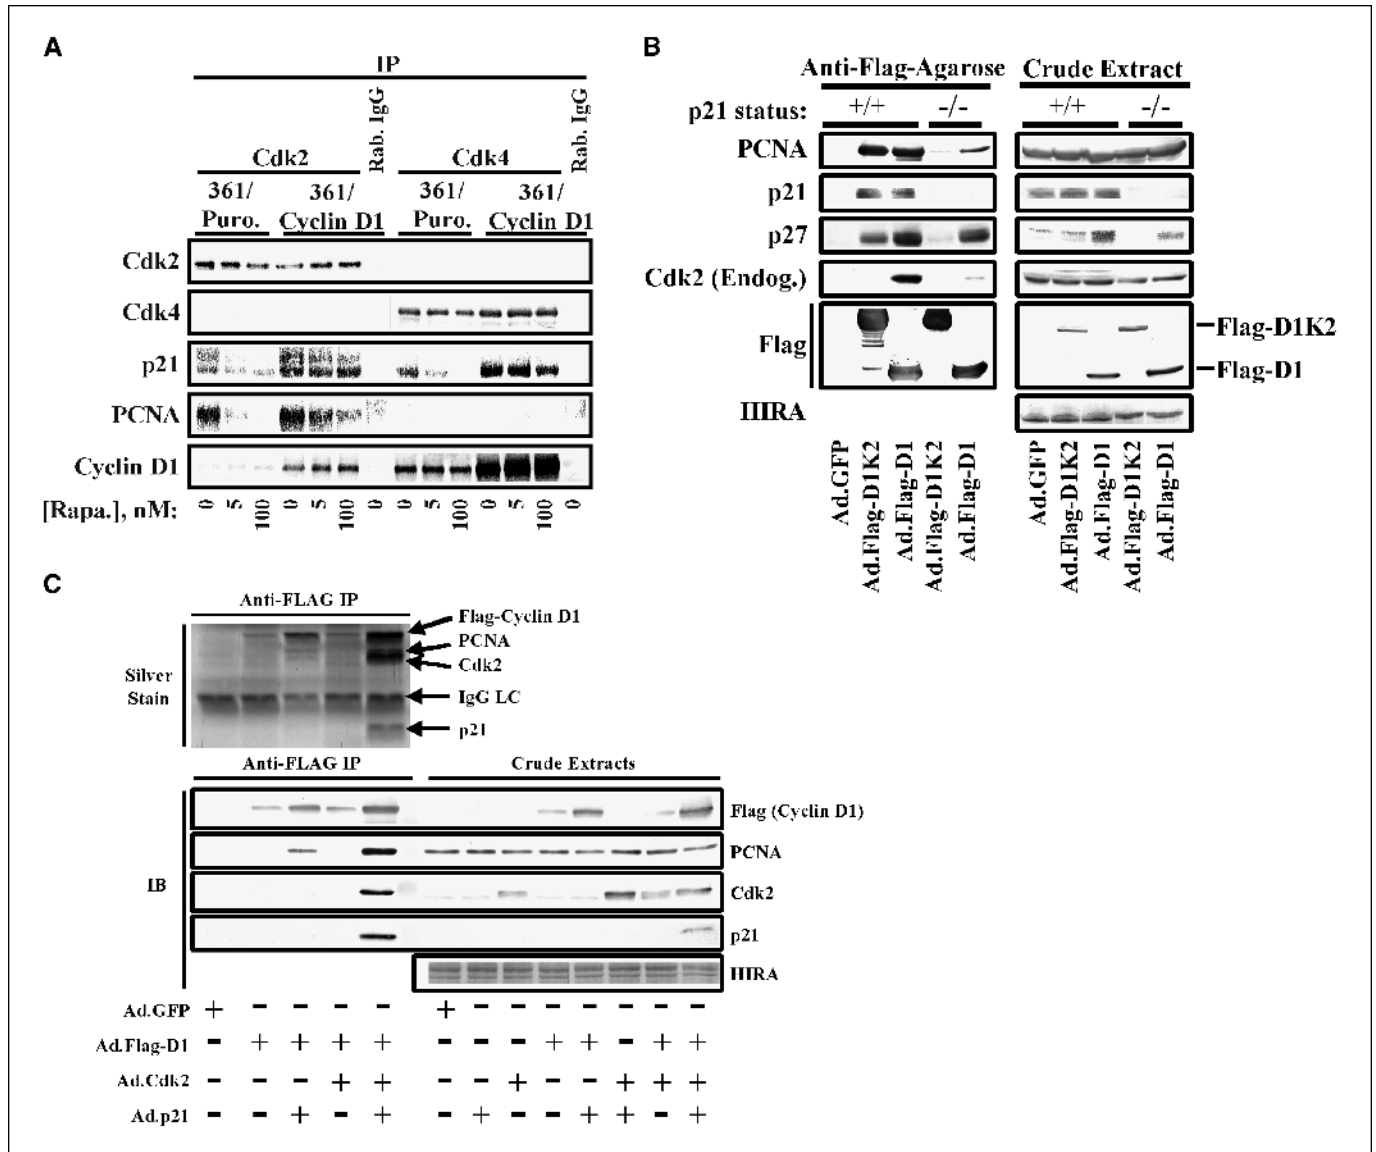 A
IP
Cdk2
Rab. IgG
Cdk4
Rab. IgG
361/
Puro.
361/
Cyclin D1
361/
Puro.
361/
Cyclin D1
Cdk2
Cdk4
p21
PCNA
Cyclin D1
[Rapa.], nM:
0
5
100
0
5
100
0
0
5
100
0
5
100
0
B
Anti-Flag-Agarose
Crude Extract
p21 status:
+/+
-/-
+/+
-/-
PCNA
p21
p27
Cdk2 (Endog.)
Flag
Flag-D1K2
Flag-D1
HIRA
Ad.GFP
Ad.Flag-D1K2
Ad.Flag-D1
Ad.Flag-D1K2
Ad.Flag-D1
Ad.GFP
Ad.Flag-D1K2
Ad.Flag-D1
Ad.Flag-D1K2
Ad.Flag-D1
C
Anti-FLAG IP
Silver
Stain
Flag-Cyclin D1
PCNA
Cdk2
IgG LC
p21
Anti-FLAG IP
Crude Extracts
IB
Flag (Cyclin D1)
PCNA
Cdk2
p21
HIRA
Ad.GFP + - - - - + - - - - - - -
Ad.Flag-D1 - + + + + - - - + + - + +
Ad.Cdk2 - - - + + - - + - - + + +
Ad.p21 - - + - + - + - - + + - +